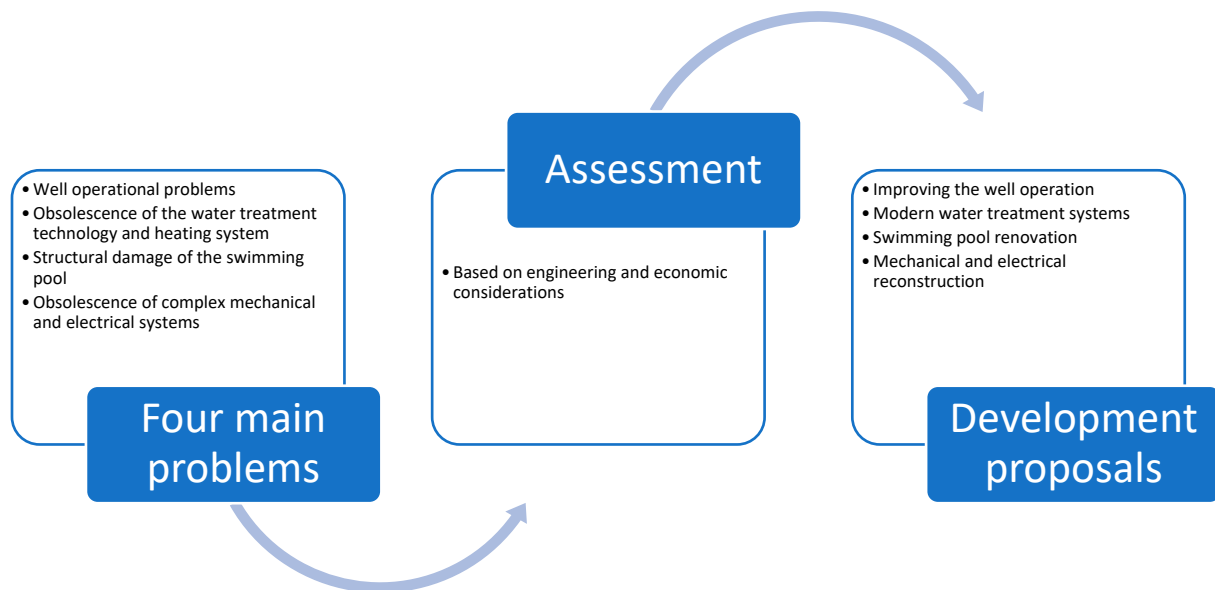 • Well operational problems
• Obsolescence of the water treatment
technology and heating system
• Structural damage of the swimming
pool
• Obsolescence of complex mechanical
and electrical systems
Four main
problems
Assessment
• Based on engineering and economic
considerations
• Improving the well operation
• Modern water treatment systems
• Swimming pool renovation
• Mechanical and electrical
reconstruction
Development
proposals